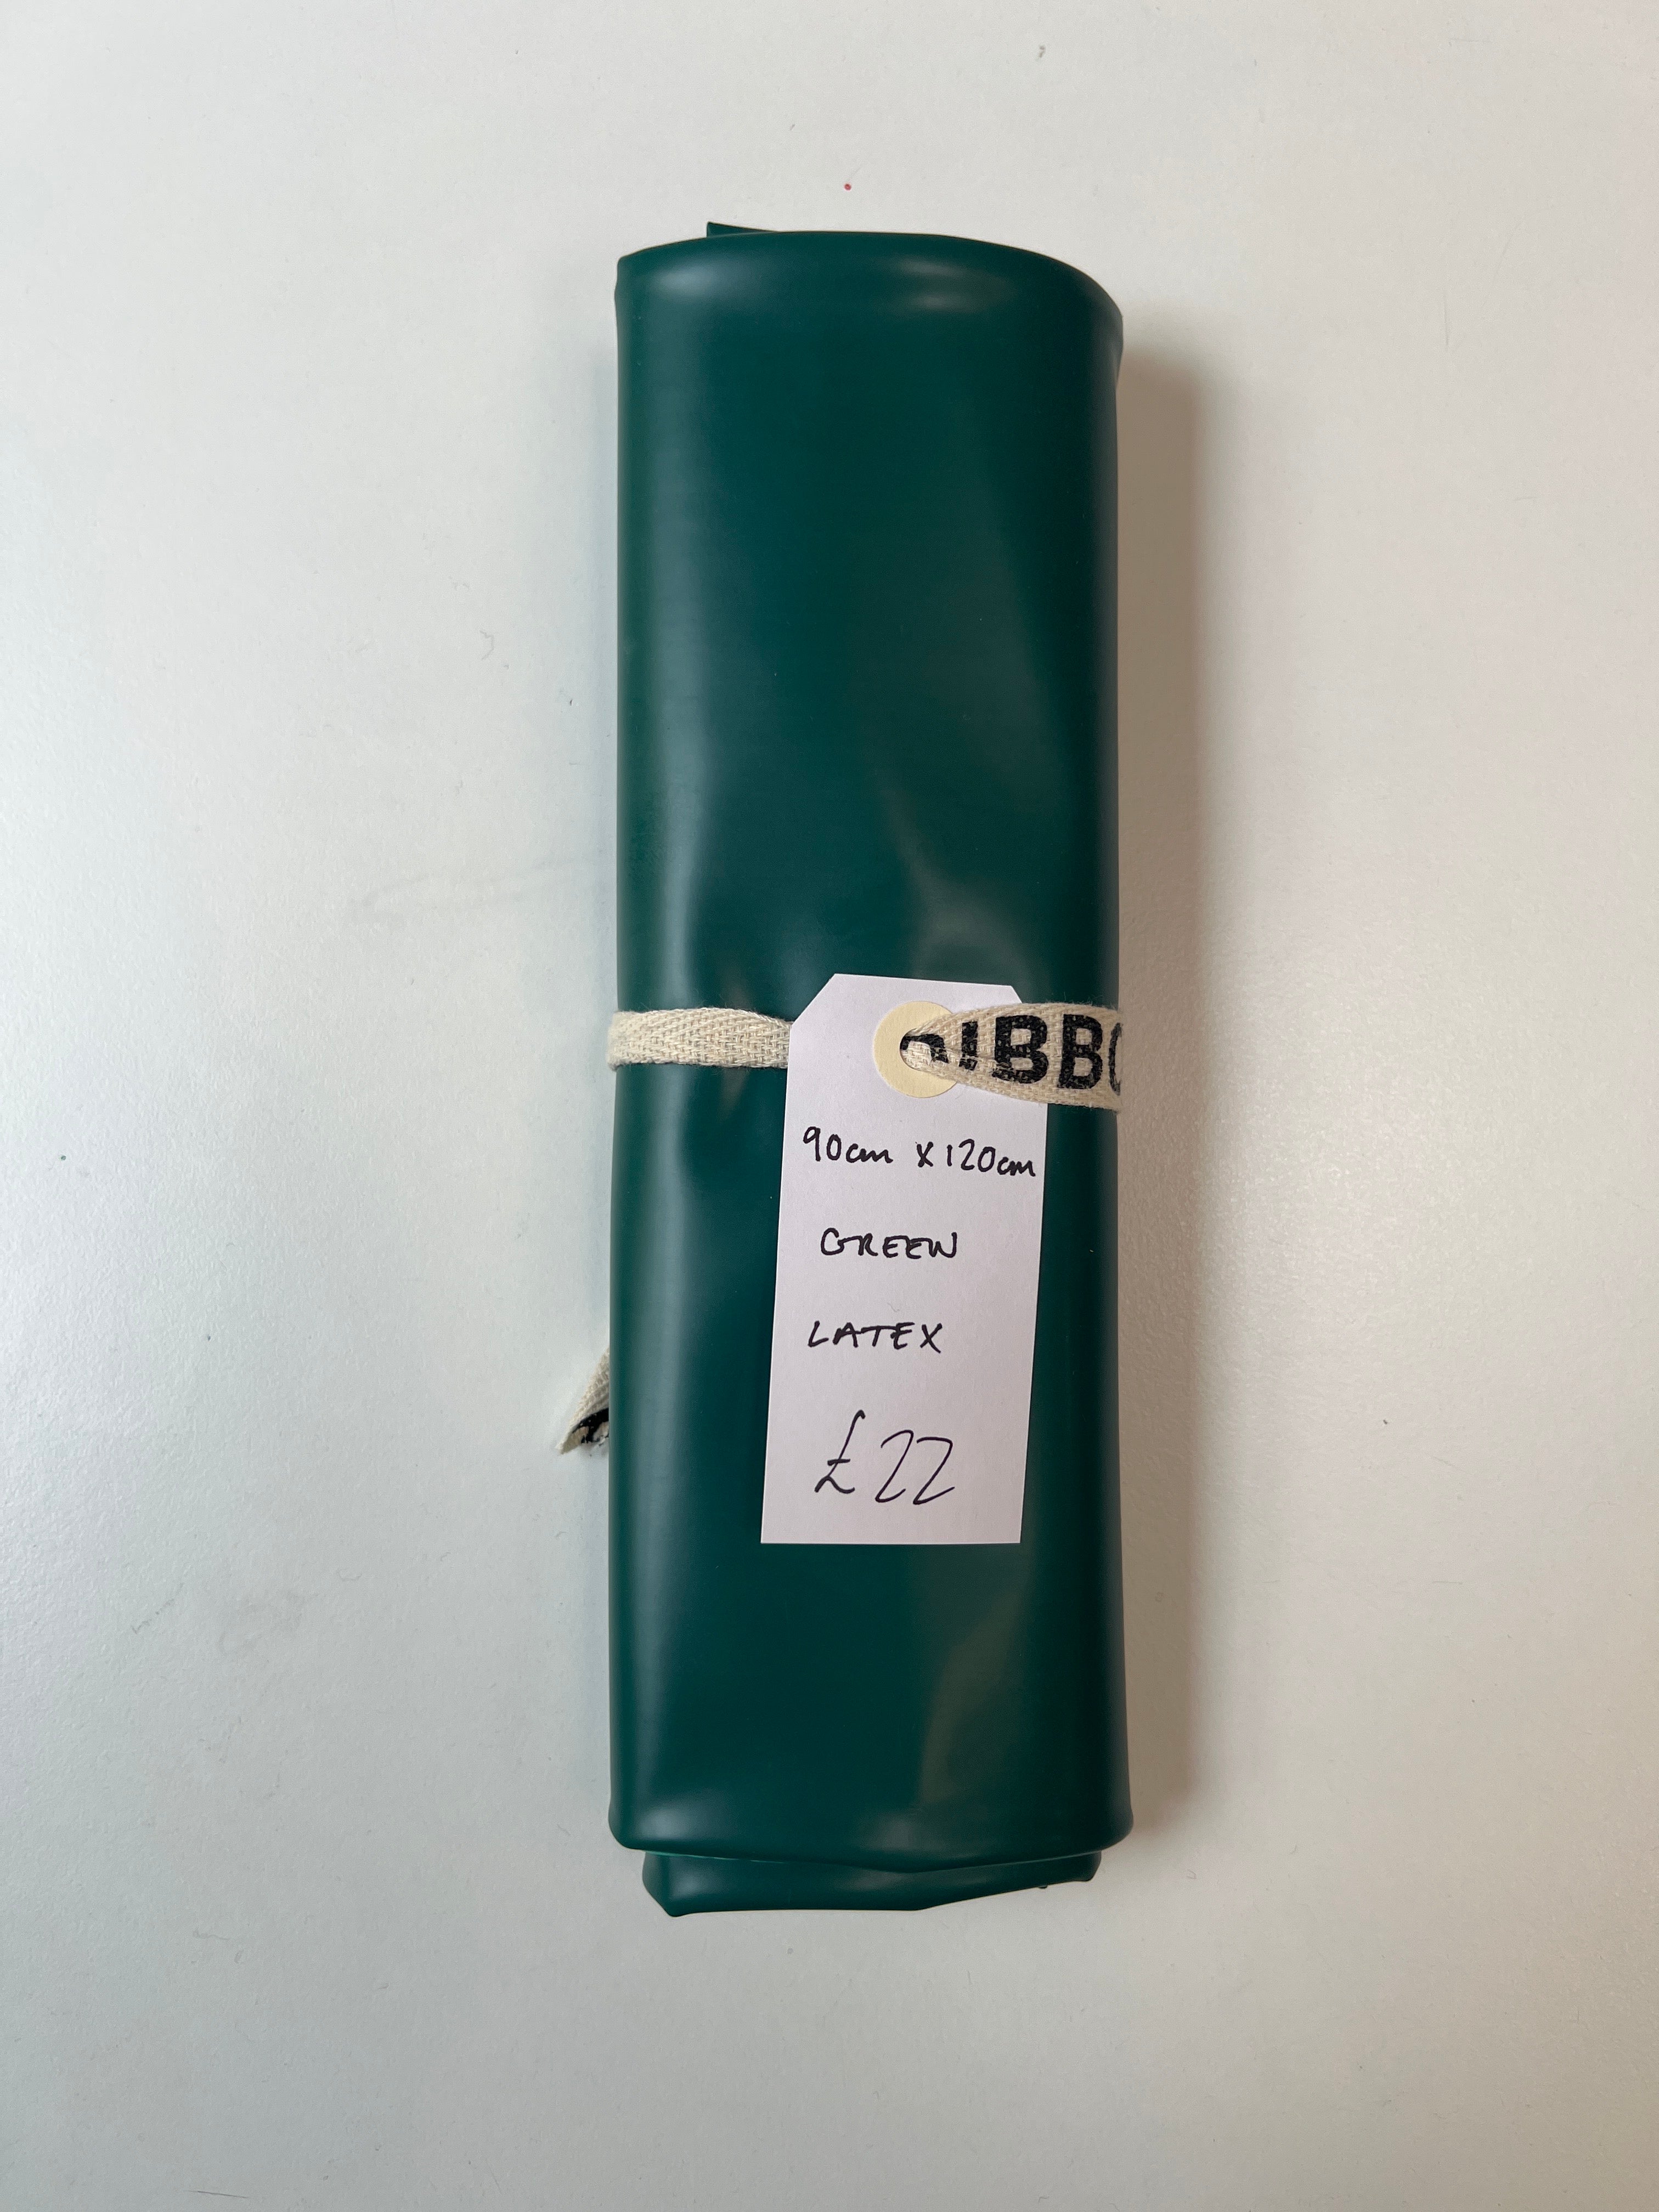 90cm x 120cm
GREEN
LATEX
£22